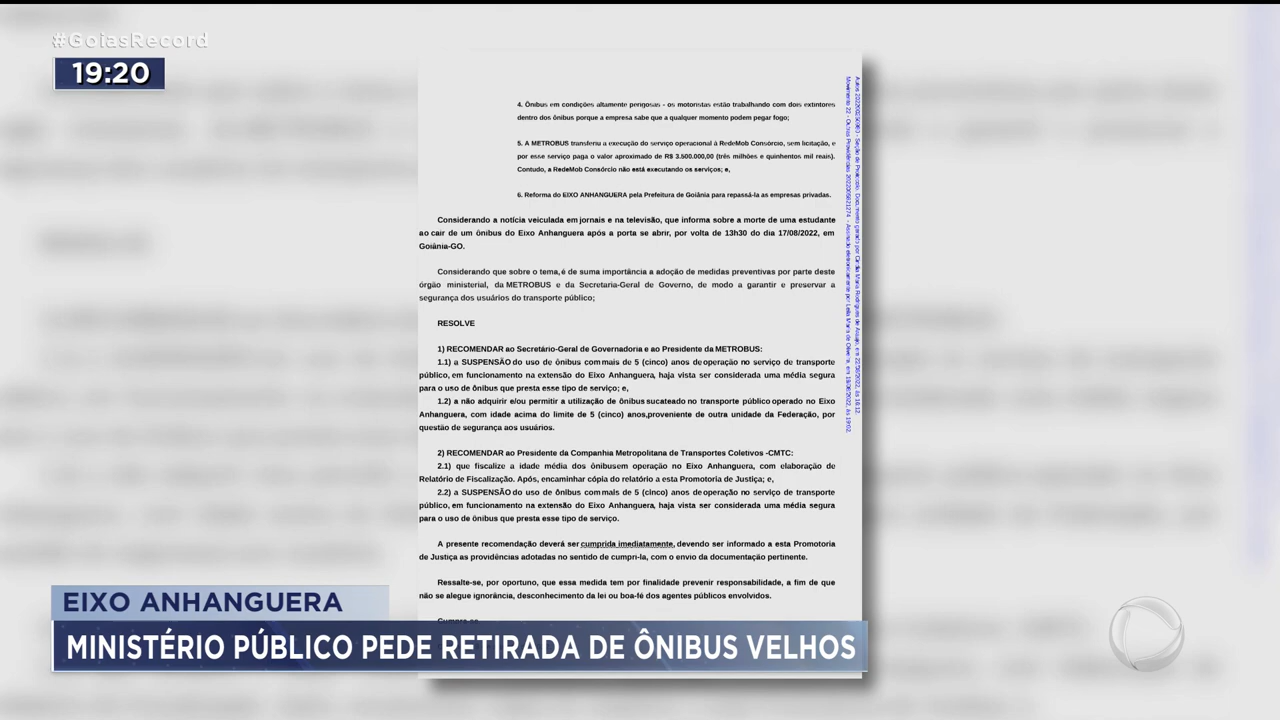 #GoiasRecord
19:20
4. Ônibus em condições altamente perigosas - os motoristas estão trabalhando com dois extintores
dentro dos ônibus porque a empresa sabe que a qualquer momento podem pegar fogo;
5. A METROBUS transferiu a execução do serviço operacional à RedeMob Consórcio, sem licitação, e
por esse serviço paga o valor aproximado de R$ 3.500.000,00 (três milhões e quinhentos mil reais).
Contudo, a RedeMob Consórcio não está executando os serviços; e,
6. Reforma do EIXO ANHANGUERA pela Prefeitura de Goiânia para repassá-la as empresas privadas.
Considerando a notícia veiculada em jornais e na televisão, que informa sobre a morte de uma estudante
ao cair de um ônibus do Eixo Anhanguera após a porta se abrir, por volta de 13h30 do dia 17/08/2022, em
Goiânia-GO.
Considerando que sobre o tema, é de suma importância a adoção de medidas preventivas por parte deste
órgão ministerial, da METROBUS e da Secretaria-Geral de Governo, de modo a garantir e preservar a
segurança dos usuários do transporte público;
RESOLVE
1) RECOMENDAR ao Secretário-Geral de Governadoria e ao Presidente da METROBUS:
1.1) a SUSPENSÃO do uso de ônibus com mais de 5 (cinco) anos de operação no serviço de transporte
público, em funcionamento na extensão do Eixo Anhanguera, haja vista ser considerada uma média segura
para o uso de ônibus que presta esse tipo de serviço; e,
1.2) a não adquirir e/ou permitir a utilização de ônibus sucateado no transporte público operado no Eixo
Anhanguera, com idade acima do limite de 5 (cinco) anos, proveniente de outra unidade da Federação, por
questão de segurança aos usuários.
2) RECOMENDAR ao Presidente da Companhia Metropolitana de Transportes Coletivos -CMTC:
2.1) que fiscalize a idade média dos ônibus em operação no Eixo Anhanguera, com elaboração de
Relatório de Fiscalização. Após, encaminhar cópia do relatório a esta Promotoria de Justiça; e,
2.2) a SUSPENSÃO do uso de ônibus com mais de 5 (cinco) anos de operação no serviço de transporte
público, em funcionamento na extensão do Eixo Anhanguera, haja vista ser considerada uma média segura
para o uso de ônibus que presta esse tipo de serviço.
A presente recomendação deverá ser cumprida imediatamente, devendo ser informado a esta Promotoria
de Justiça as providências adotadas no sentido de cumpri-la, com o envio da documentação pertinente.
Ressalte-se, por oportuno, que essa medida tem por finalidade prevenir responsabilidade, a fim de que
não se alegue ignorância, desconhecimento da lei ou boa-fé dos agentes públicos envolvidos.
EIXO ANHANGUERA
MINISTÉRIO PÚBLICO PEDE RETIRADA DE ÔNIBUS VELHOS